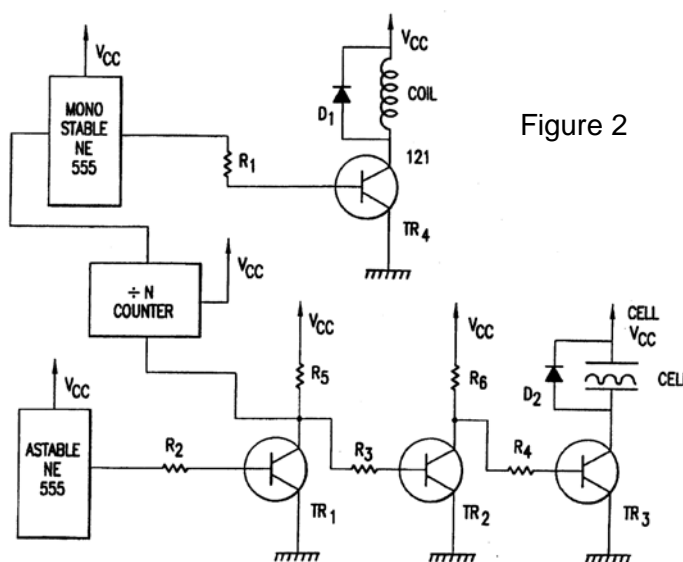 VCC
MONO
STABLE
NE
555
R1
VCC
COIL
D1
121
TR4
Figure 2
÷ N
COUNTER
VCC
VCC
ASTABLE
NE
555
R2
VCC
R5
TR1
R3
VCC
R6
TR2
R4
CELL
VCC
CELL
D2
TR3